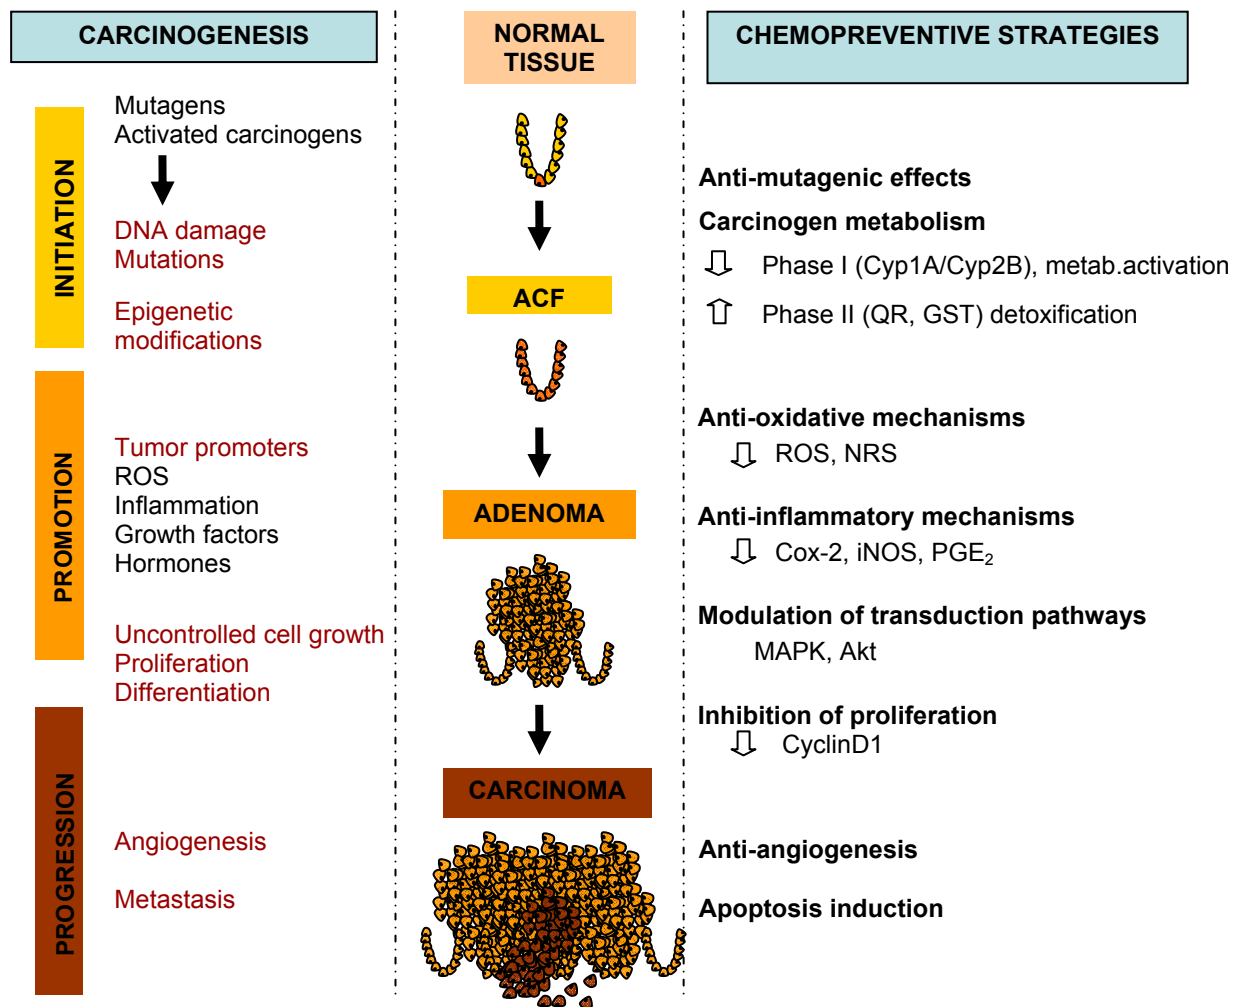 CARCINOGENESIS
INITIATION
Mutagens
Activated carcinogens
DNA damage
Mutations
Epigenetic
modifications
PROMOTION
Tumor promoters
ROS
Inflammation
Growth factors
Hormones
Uncontrolled cell growth
Proliferation
Differentiation
PROGRESSION
Angiogenesis
Metastasis
NORMAL
TISSUE
ACF
ADENOMA
CARCINOMA
CHEMOPREVENTIVE STRATEGIES
Anti-mutagenic effects
Carcinogen metabolism
Phase I (Cyp1A/Cyp2B), metab.activation
Phase II (QR, GST) detoxification
Anti-oxidative mechanisms
ROS, NRS
Anti-inflammatory mechanisms
Cox-2, iNOS, PGE₂
Modulation of transduction pathways
MAPK, Akt
Inhibition of proliferation
CyclinD1
Anti-angiogenesis
Apoptosis induction